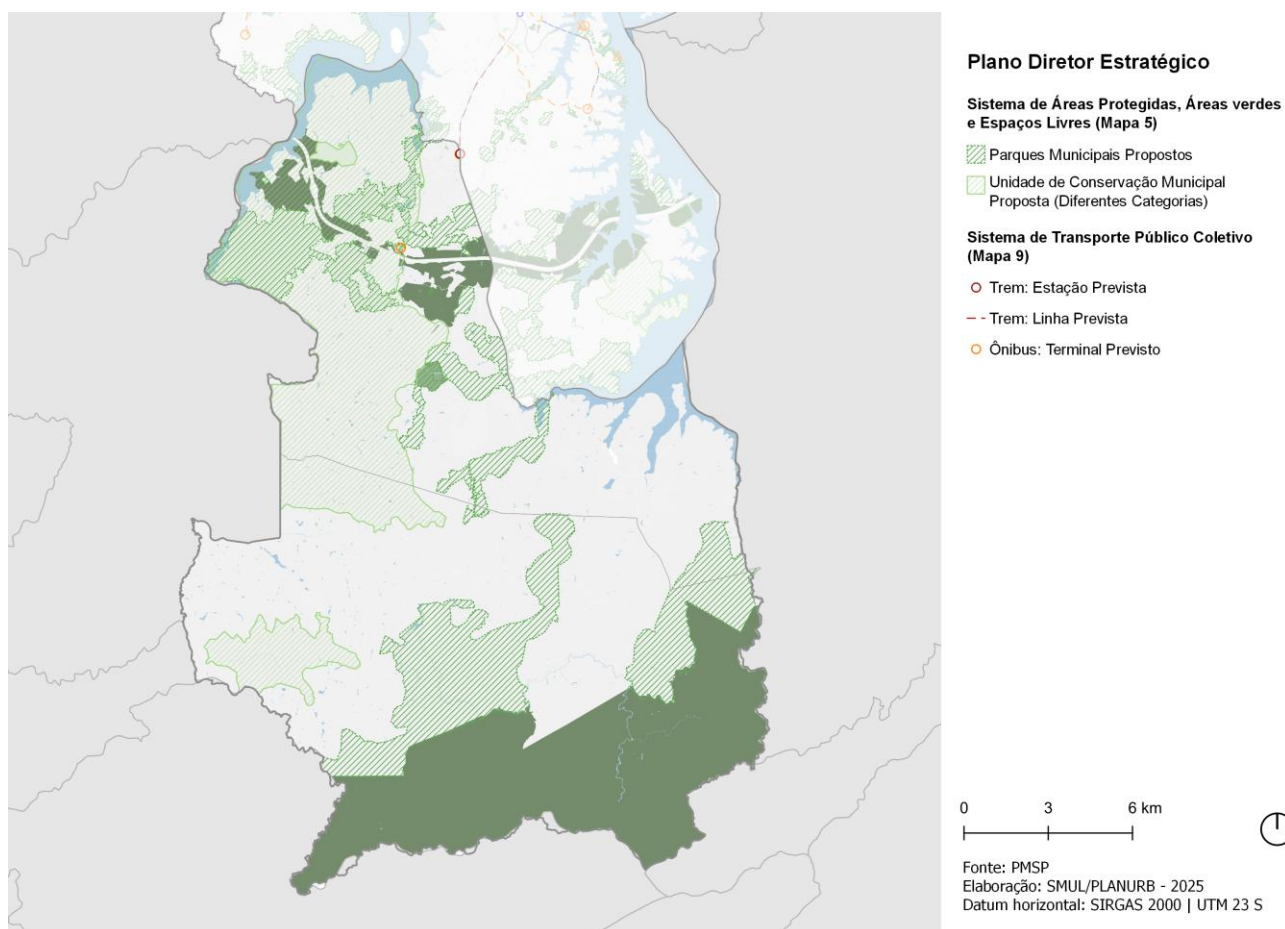 Plano Diretor Estratégico
Sistema de Áreas Protegidas, Áreas verdes
e Espaços Livres (Mapa 5)
Parques Municipais Propostos
Unidade de Conservação Municipal
Proposta (Diferentes Categorias)
Sistema de Transporte Público Coletivo
(Mapa 9)
Trem: Estação Prevista
Trem: Linha Prevista
Ônibus: Terminal Previsto
0 3 6 km
Fonte: PMSP
Elaboração: SMUL/PLANURB - 2025
Datum horizontal: SIRGAS 2000 | UTM 23 S